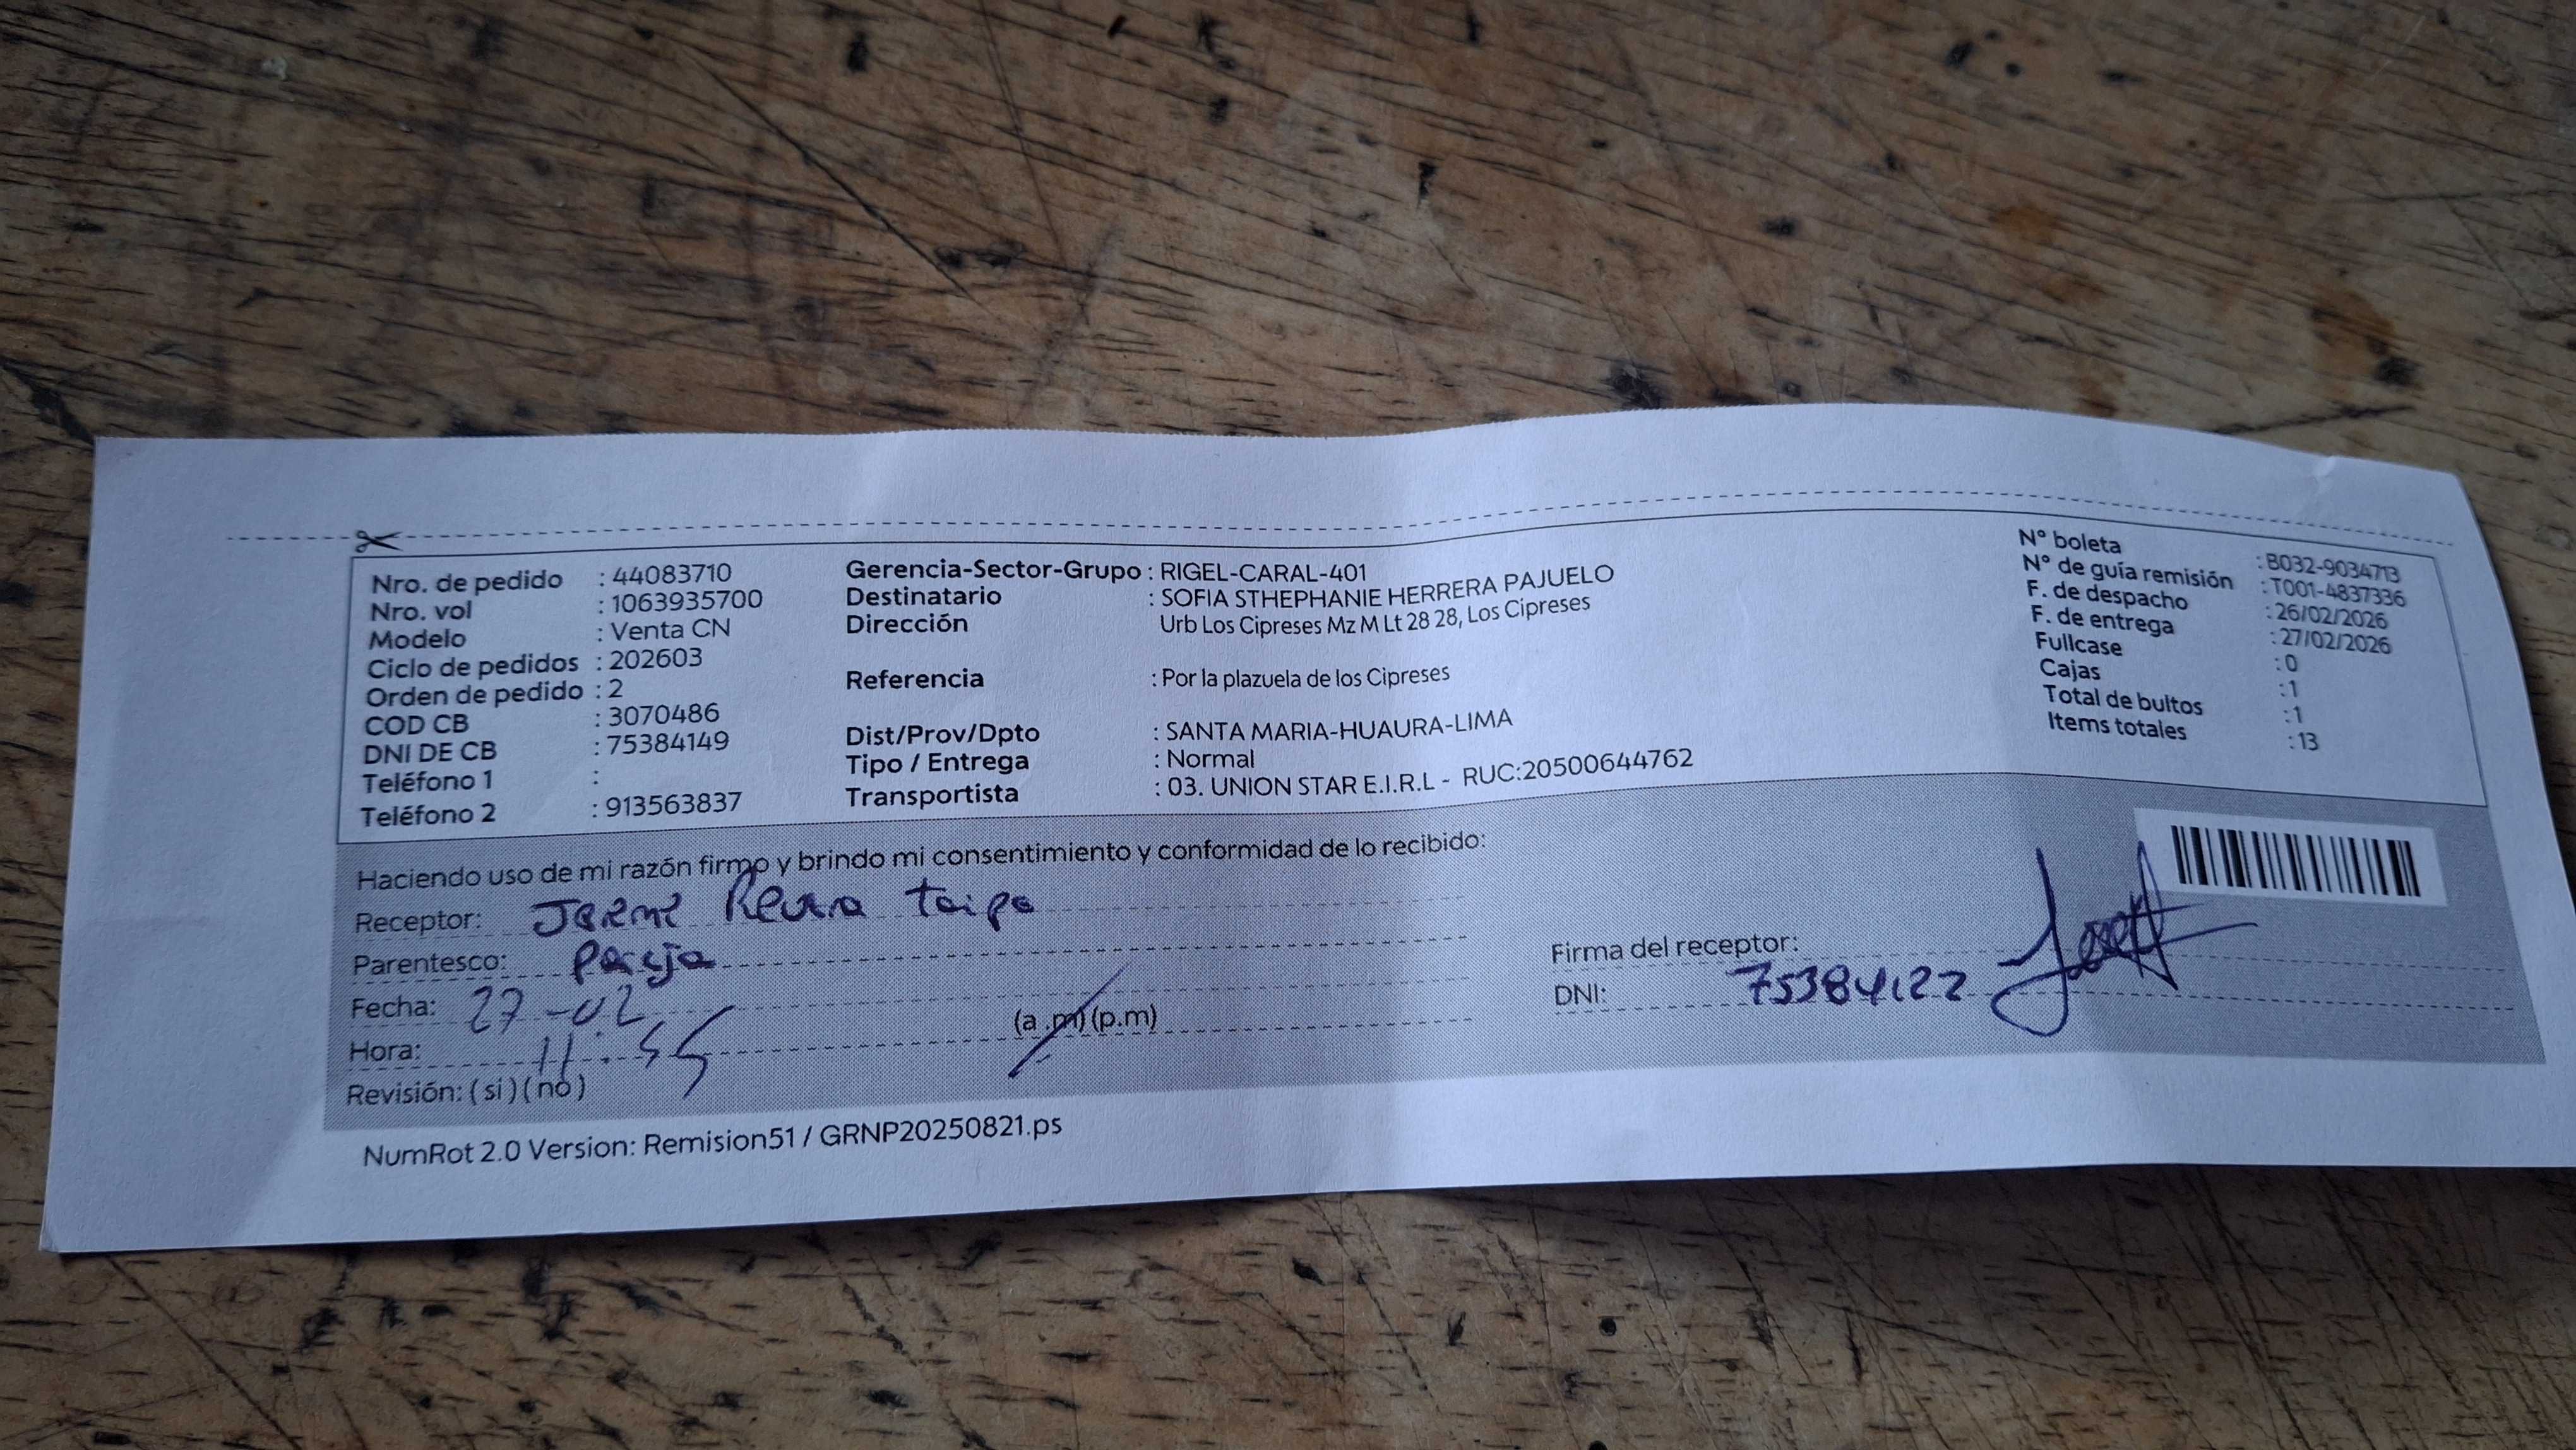 Nro. de pedido : 44083710
Nro. vol : 1063935700
Modelo : Venta CN
Ciclo de pedidos : 202603
Orden de pedido : 2
COD CB : 3070486
DNI DE CB : 75384149
Teléfono 1 :
Teléfono 2 : 913563837
Gerencia-Sector-Grupo : RIGEL-CARAL-401
Destinatario : SOFIA STHEPHANIE HERRERA PAJUELO
Dirección Urb Los Cipreses Mz M Lt 28 28, Los Cipreses
Referencia : Por la plazuela de los Cipreses
Dist/Prov/Dpto : SANTA MARIA-HUAURA-LIMA
Tipo / Entrega : Normal
Transportista : 03. UNION STAR E.I.R.L - RUC:20500644762
N° boleta : B032-9034713
N° de guía remisión : T001-4837336
F. de despacho : 26/02/2026
F. de entrega : 27/02/2026
Fullcase : 0
Cajas : 1
Total de bultos : 1
Items totales : 13
Haciendo uso de mi razón firmo y brindo mi consentimiento y conformidad de lo recibido:
Receptor:
Parentesco: Pareja
Fecha: 27-02
Hora: 11:55 (a.m) (p.m)
Revisión: (si) (no)
Firma del receptor:
DNI: 75384122
NumRot 2.0 Version: Remision51 / GRNP20250821.ps